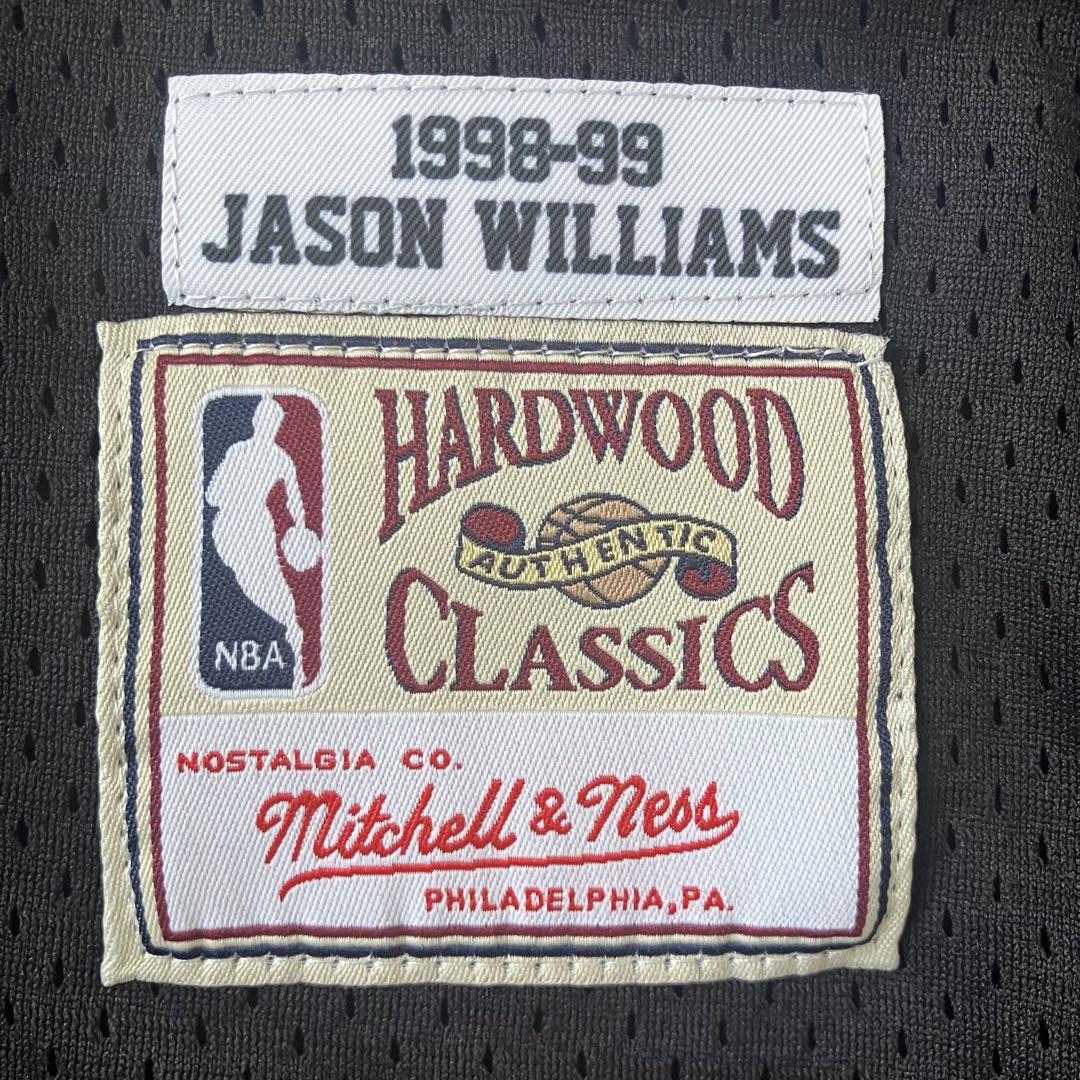 1998-99
JASON WILLIAMS
HARDWOOD
AUTHENTIC
CLASSICS
NBA
NOSTALGIA CO.
Mitchell & Ness
PHILADELPHIA, PA.